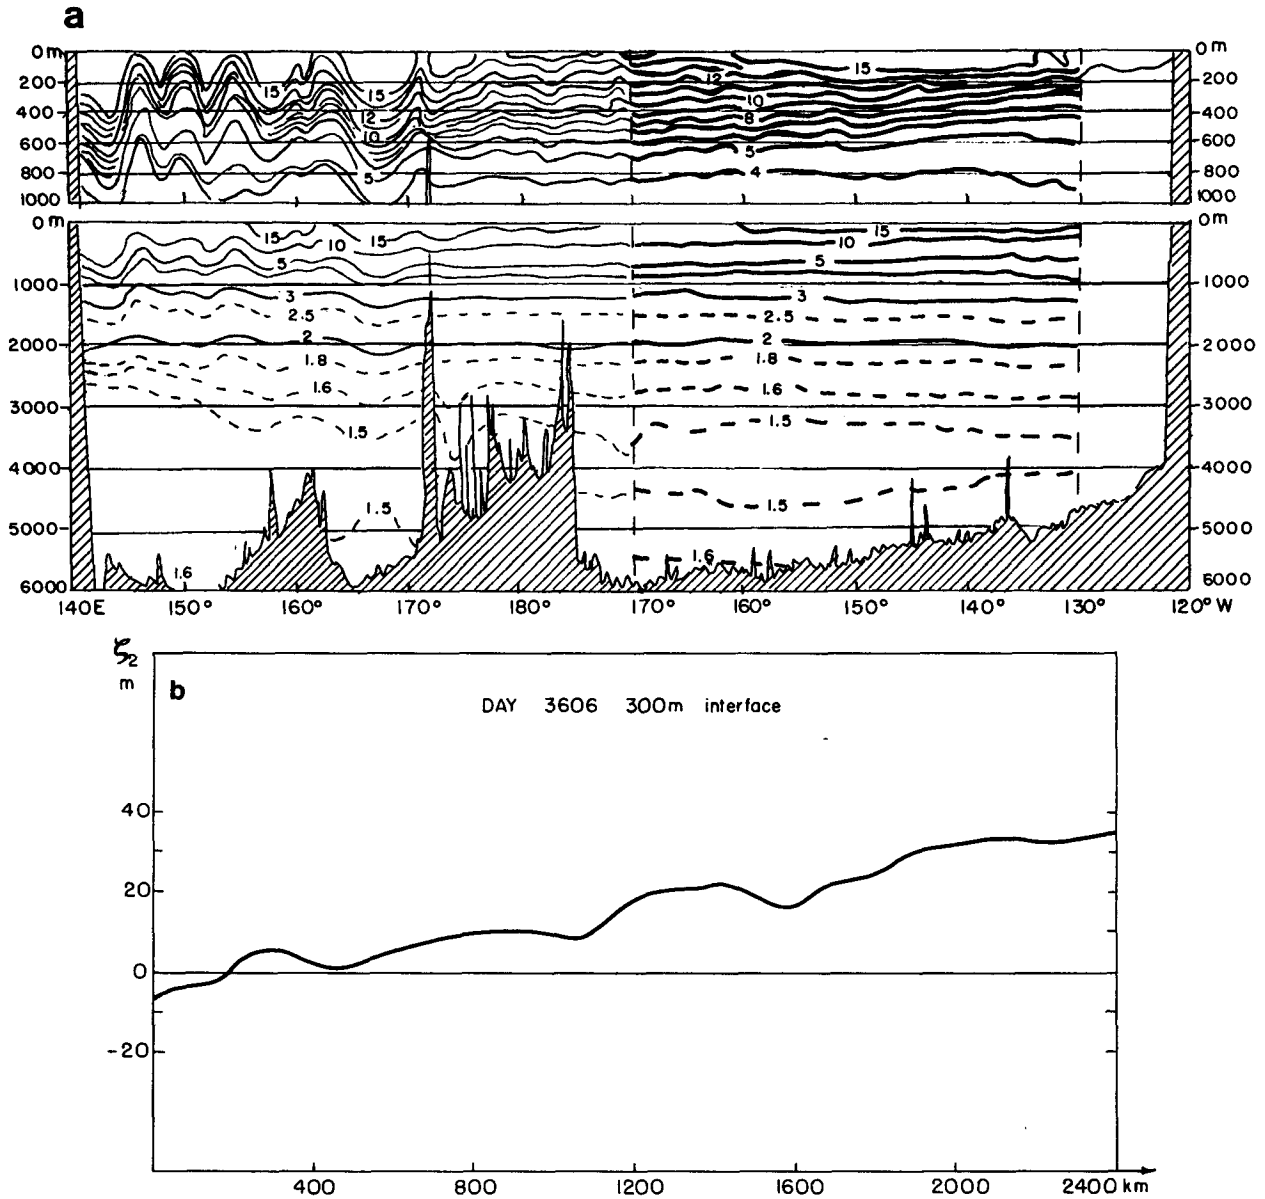 a
0m 0m
200 15 12 15 200
400 15 12 10 8 400
600 10 5 600
800 5 4 800
1000 1000
0m 15 10 15 15 10 0m
5 5
1000 3 3 1000
2.5 2.5
2000 2 2 2000
1.8 1.8
1.6 1.6
3000 3000
1.5 1.5
4000 4000
1.5 1.5
5000 5000
1.6 1.6
6000 6000
140E 150° 160° 170° 180° 170° 160° 150° 140° 130° 120°W
ζ2
m
b
DAY 3606 300m interface
40
20
0
-20
400 800 1200 1600 2000 2400 km